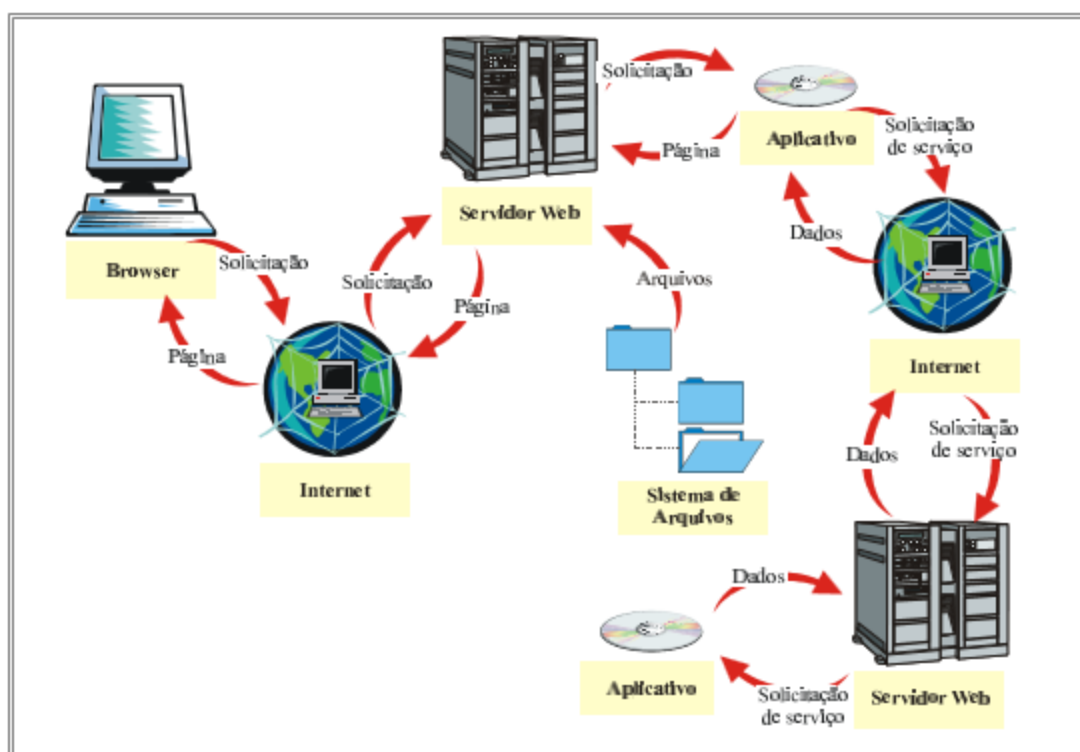 Solicitação
Aplicativo
Solicitação
de serviço
Página
Servidor Web
Browser
Solicitação
Solicitação
Página
Arquivos
Dados
Página
Internet
Internet
Solicitação
de serviço
Dados
Sistema de
Arquivos
Dados
Aplicativo
Solicitação
de serviço
Servidor Web